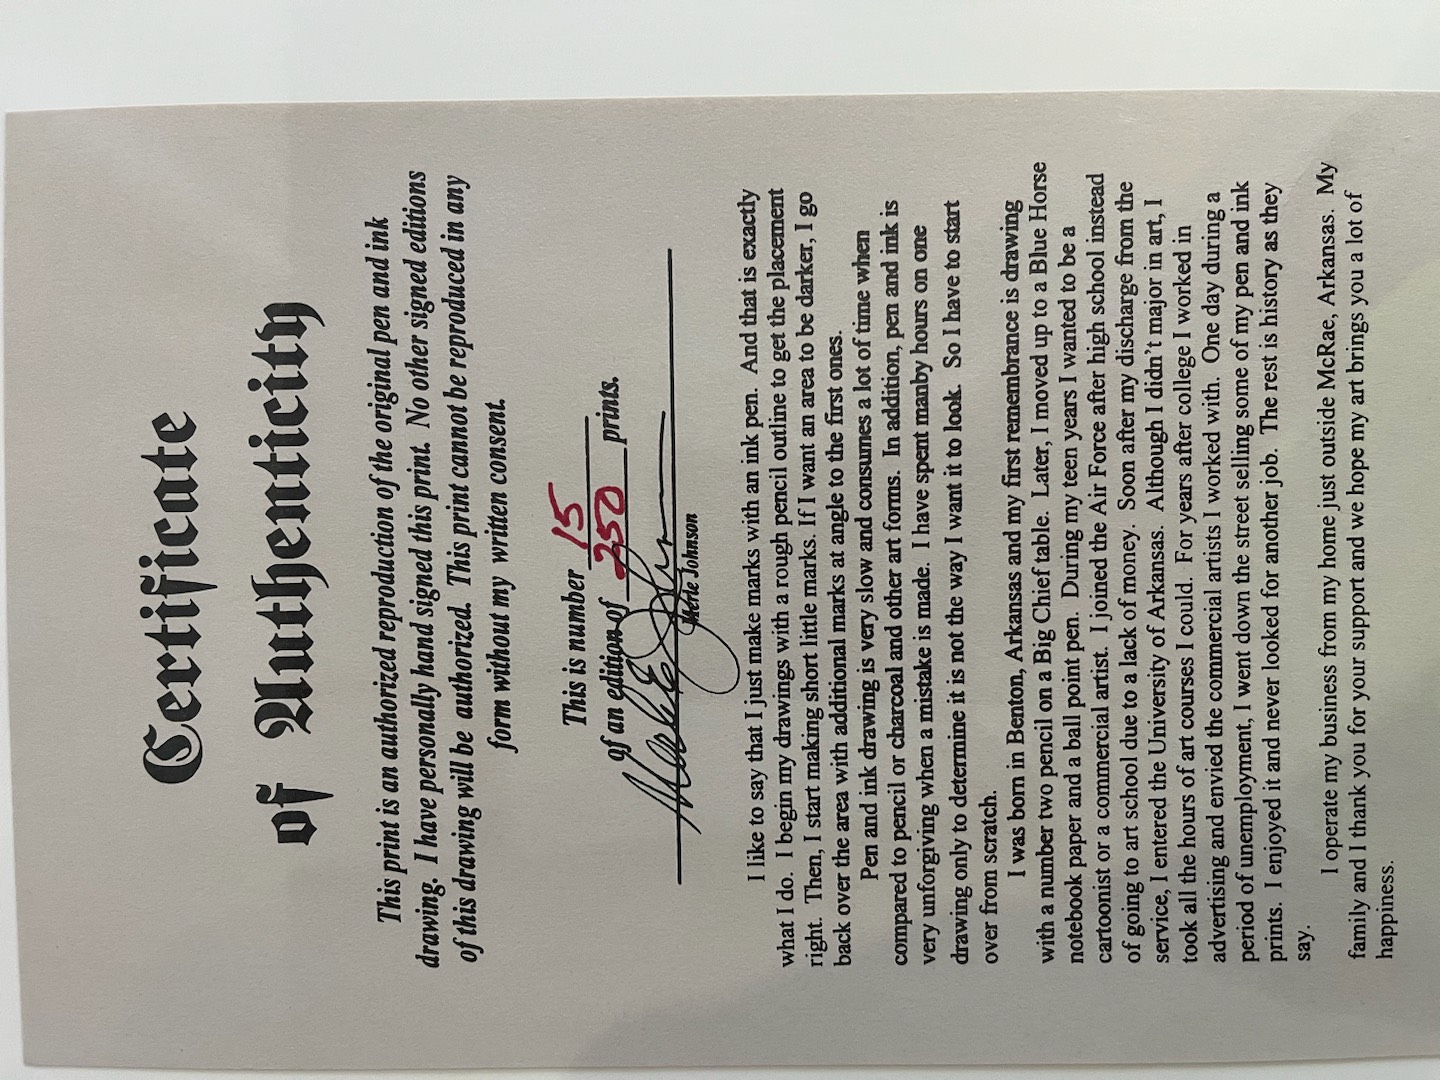 Certificate
of Authenticity
This print is an authorized reproduction of the original pen and ink
drawing. I have personally hand signed this print. No other signed editions
of this drawing will be authorized. This print cannot be reproduced in any
form without my written consent.
This is number 15
of an edition of 250 prints.
Merle Johnson
I like to say that I just make marks with an ink pen. And that is exactly
what I do. I begin my drawings with a rough pencil outline to get the placement
right. Then, I start making short little marks. If I want an area to be darker, I go
back over the area with additional marks at angle to the first ones.
Pen and ink drawing is very slow and consumes a lot of time when
compared to pencil or charcoal and other art forms. In addition, pen and ink is
very unforgiving when a mistake is made. I have spent manby hours on one
drawing only to determine it is not the way I want it to look. So I have to start
over from scratch.
I was born in Benton, Arkansas and my first remembrance is drawing
with a number two pencil on a Big Chief table. Later, I moved up to a Blue Horse
notebook paper and a ball point pen. During my teen years I wanted to be a
cartoonist or a commercial artist. I joined the Air Force after high school instead
of going to art school due to a lack of money. Soon after my discharge from the
service, I entered the University of Arkansas. Although I didn't major in art, I
took all the hours of art courses I could. For years after college I worked in
advertising and envied the commercial artists I worked with. One day during a
period of unemployment, I went down the street selling some of my pen and ink
prints. I enjoyed it and never looked for another job. The rest is history as they
say.
I operate my business from my home just outside McRae, Arkansas. My
family and I thank you for your support and we hope my art brings you a lot of
happiness.